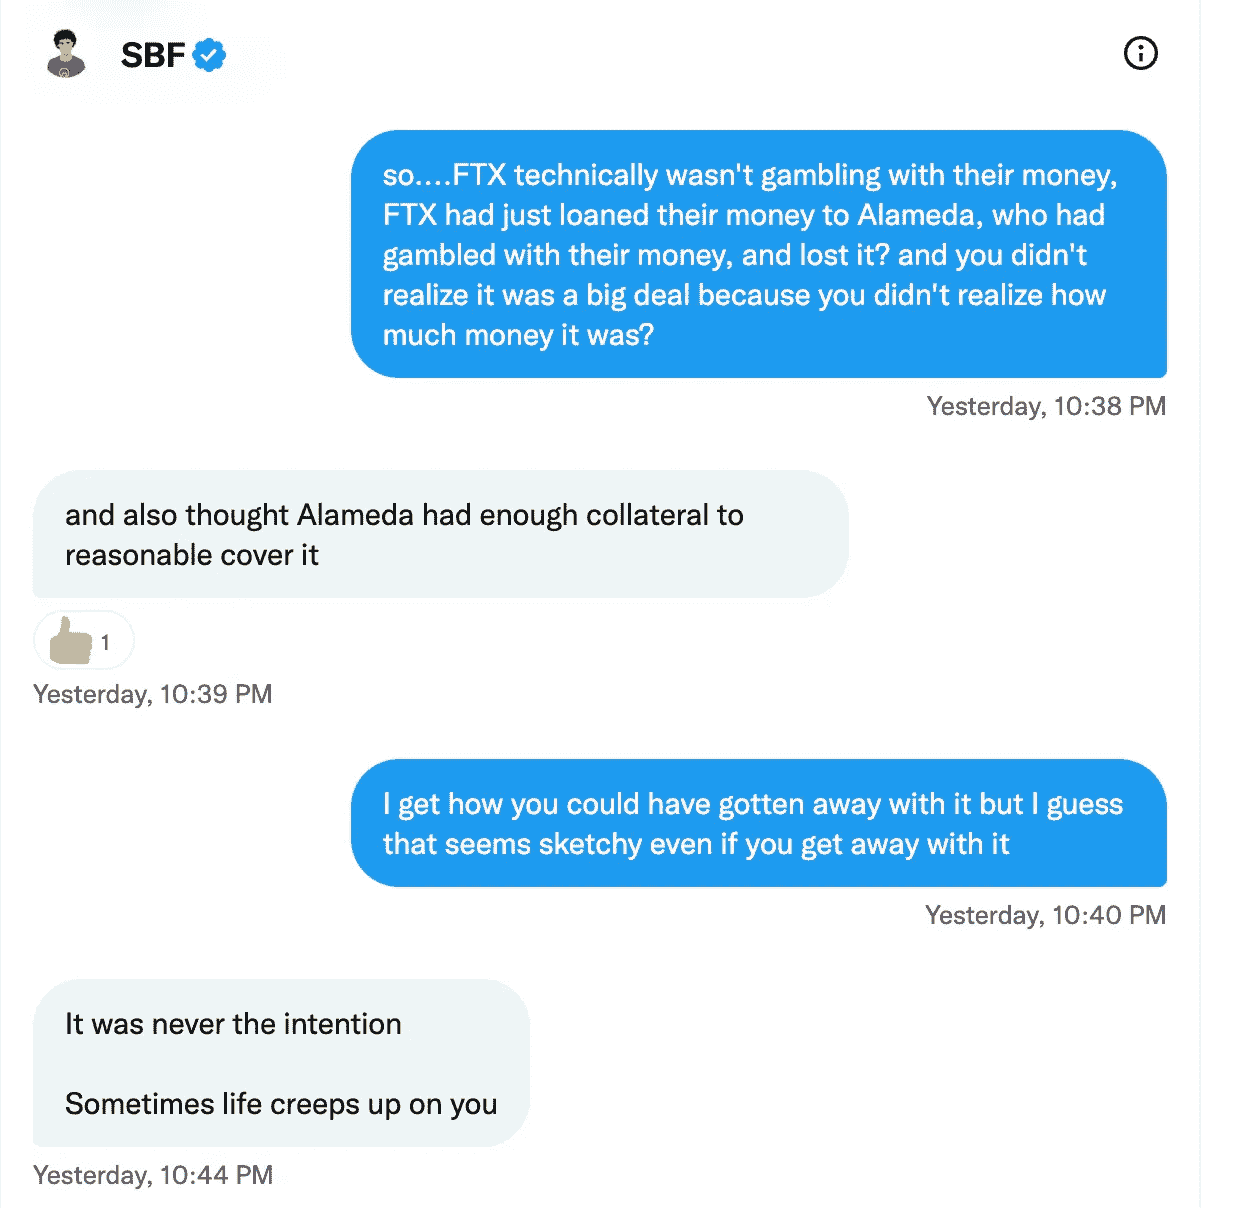 SBF
so....FTX technically wasn't gambling with their money,
FTX had just loaned their money to Alameda, who had
gambled with their money, and lost it? and you didn't
realize it was a big deal because you didn't realize how
much money it was?
Yesterday, 10:38 PM
and also thought Alameda had enough collateral to
reasonable cover it
1
Yesterday, 10:39 PM
I get how you could have gotten away with it but I guess
that seems sketchy even if you get away with it
Yesterday, 10:40 PM
It was never the intention
Sometimes life creeps up on you
Yesterday, 10:44 PM